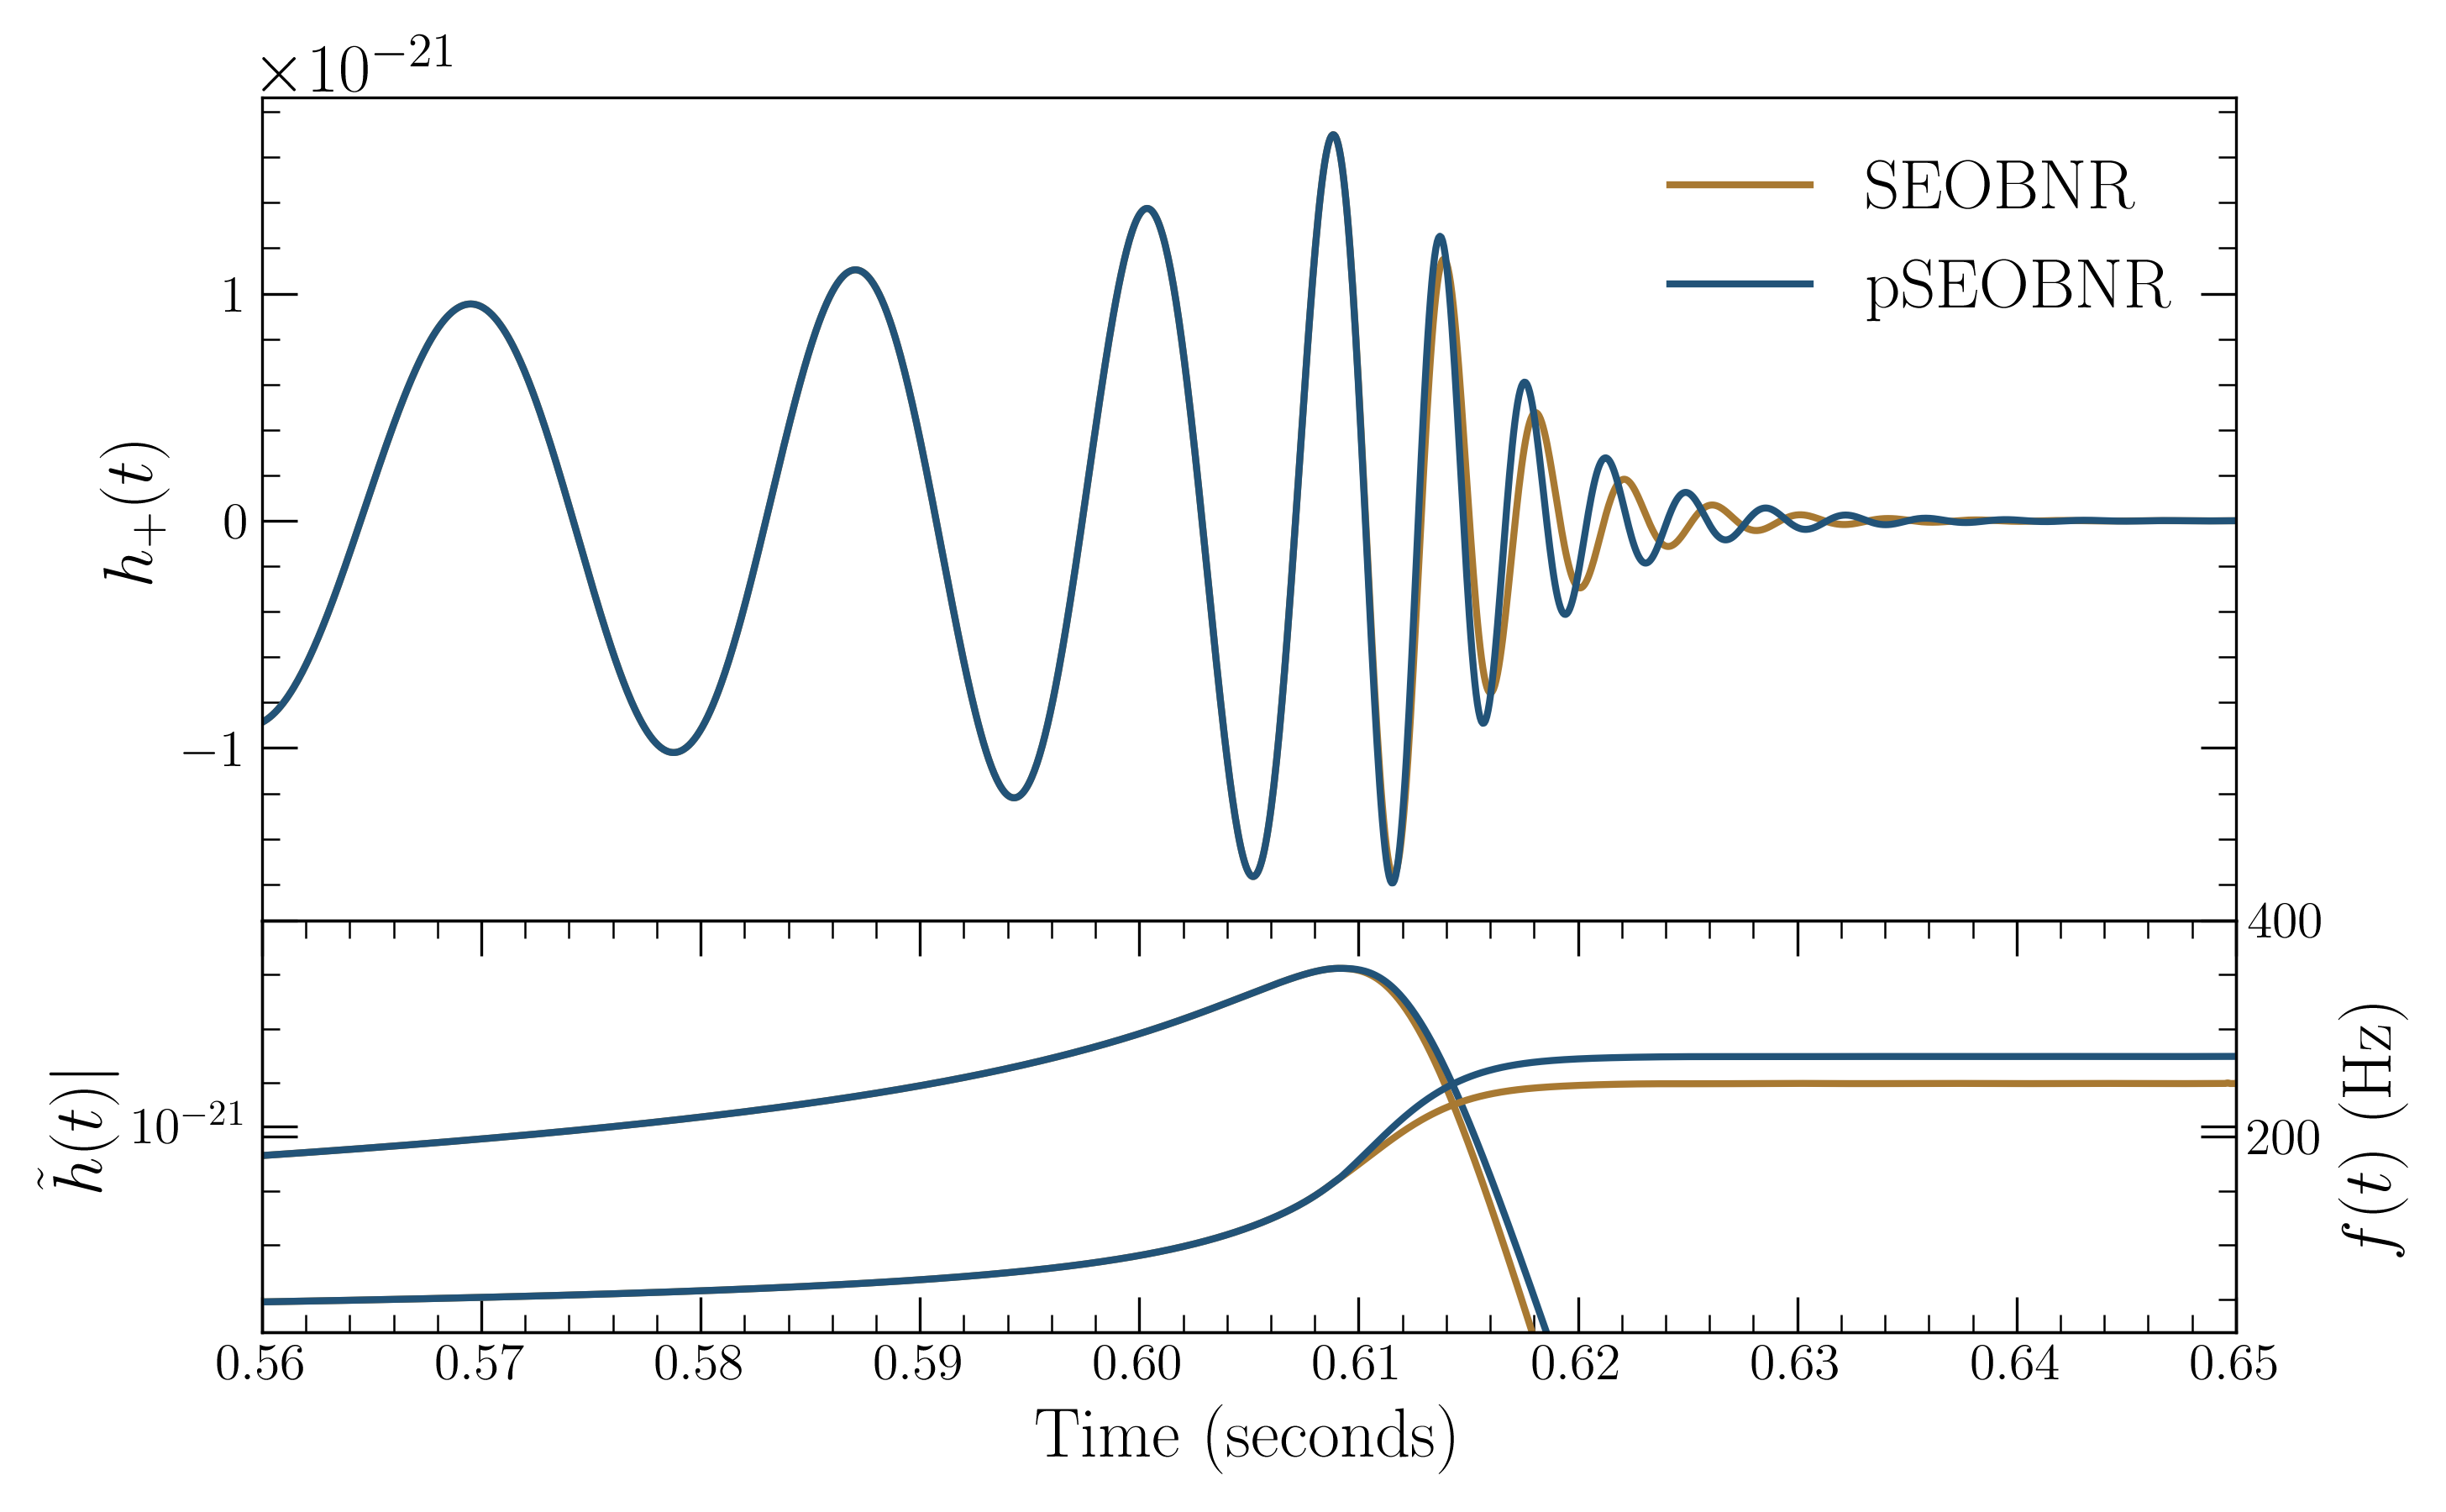 ×10⁻²¹
SEOBNR
pSEOBNR
1
0
−1
h₊(t)
400
200
10⁻²¹
|h̃(t)|
f(t) (Hz)
0.56 0.57 0.58 0.59 0.60 0.61 0.62 0.63 0.64 0.65
Time (seconds)